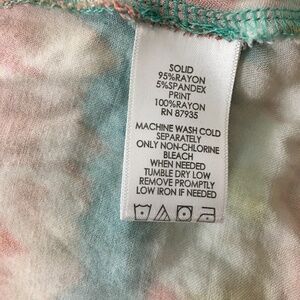 SOLID
95%RAYON
5%SPANDEX
PRINT
100%RAYON
RN 87935
MACHINE WASH COLD
SEPARATELY
ONLY NON-CHLORINE
BLEACH
WHEN NEEDED
TUMBLE DRY LOW
REMOVE PROMPTLY
LOW IRON IF NEEDED